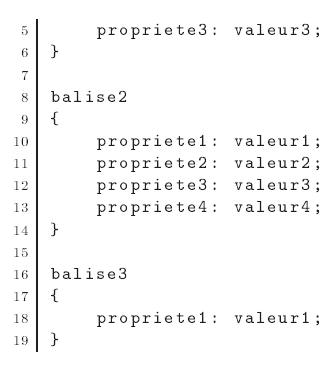 5 propriete3: valeur3;
6 }
7
8 balise2
9 {
10 propriete1: valeur1;
11 propriete2: valeur2;
12 propriete3: valeur3;
13 propriete4: valeur4;
14 }
15
16 balise3
17 {
18 propriete1: valeur1;
19 }